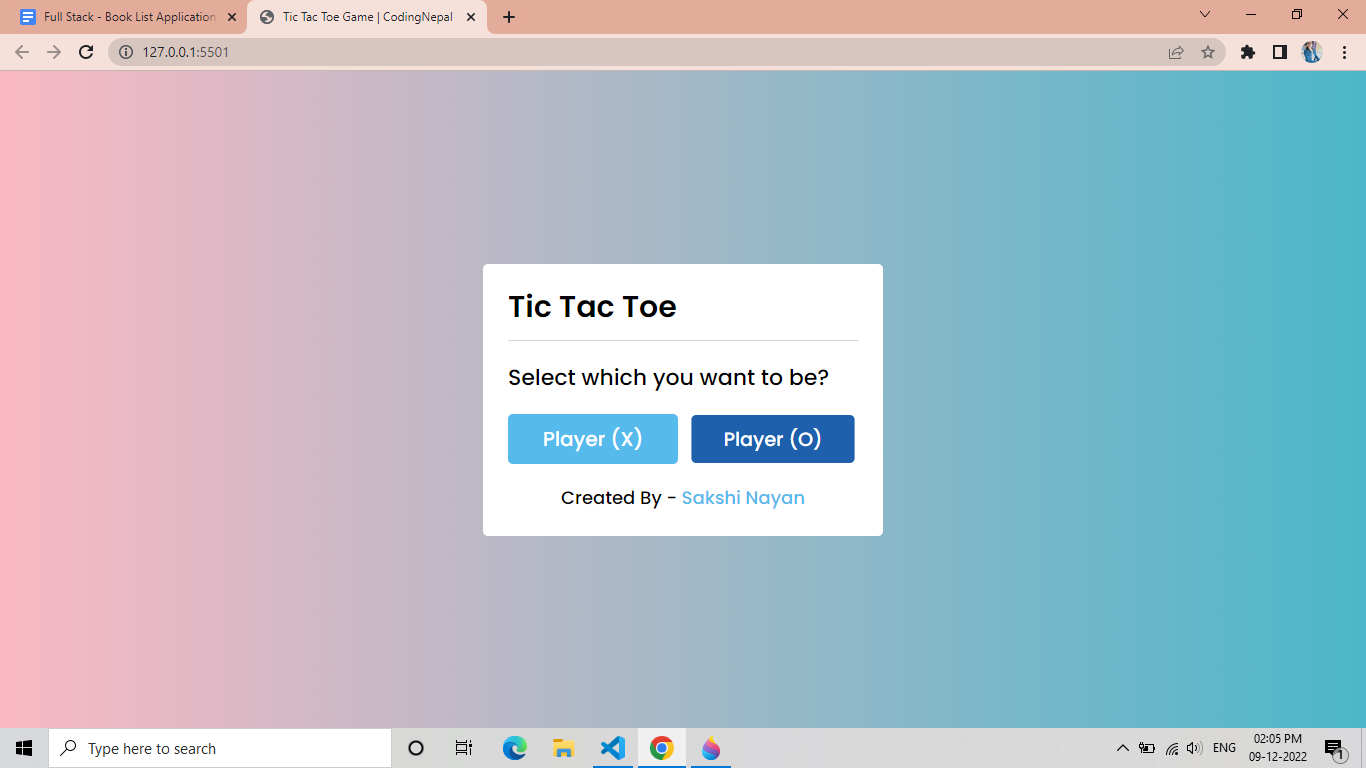 Full Stack - Book List Application
Tic Tac Toe Game | CodingNepal
127.0.0.1:5501
Tic Tac Toe
Select which you want to be?
Player (X)
Player (O)
Created By - Sakshi Nayan
Type here to search
ENG
02:05 PM
09-12-2022
1